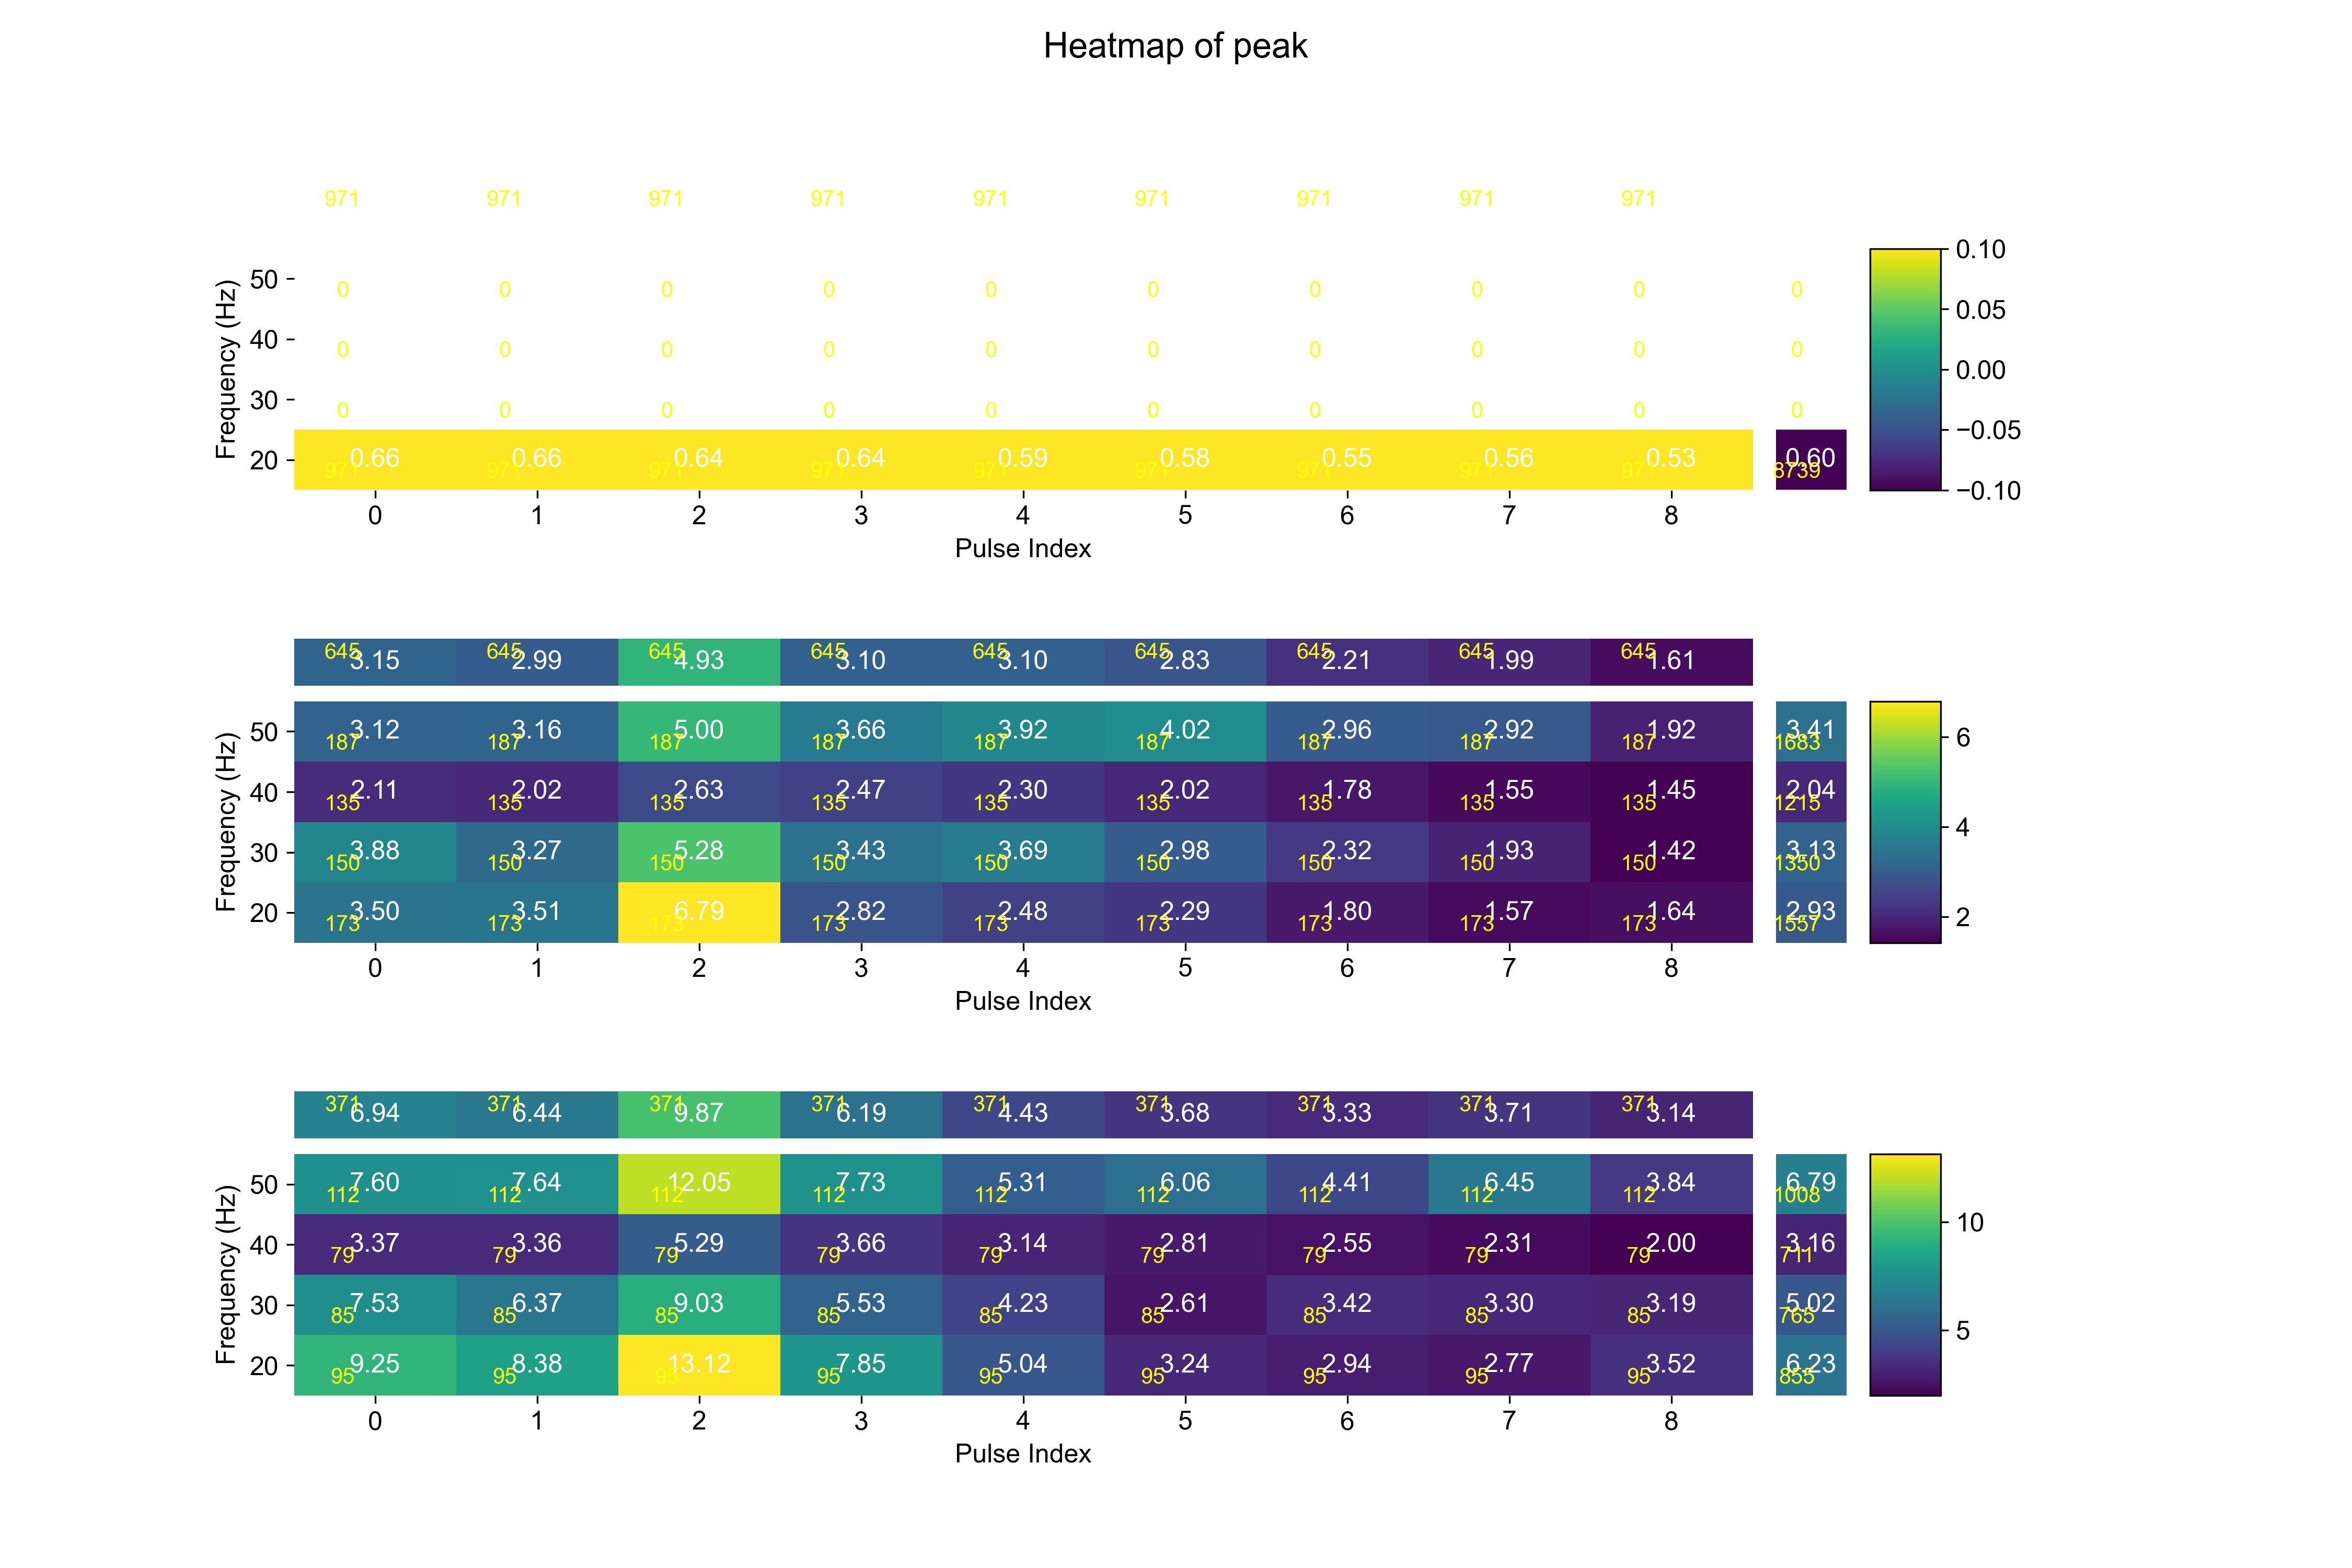 Heatmap of peak
971 971 971 971 971 971 971 971 971
50 0 0 0 0 0 0 0 0 0 0
40 0 0 0 0 0 0 0 0 0 0
30 0 0 0 0 0 0 0 0 0 0
20 0.66 0.66 0.64 0.64 0.59 0.58 0.55 0.56 0.53 0.60
971 971 971 971 971 971 971 971 971 8739
0 1 2 3 4 5 6 7 8
Pulse Index
Frequency (Hz)
0.10
0.05
0.00
−0.05
−0.10
645 645 645 645 645 645 645 645 645
3.15 2.99 4.93 3.10 3.10 2.83 2.21 1.99 1.61
50 3.12 3.16 5.00 3.66 3.92 4.02 2.96 2.92 1.92 3.41
187 187 187 187 187 187 187 187 187 1683
40 2.11 2.02 2.63 2.47 2.30 2.02 1.78 1.55 1.45 2.04
135 135 135 135 135 135 135 135 135 1215
30 3.88 3.27 5.28 3.43 3.69 2.98 2.32 1.93 1.42 3.13
150 150 150 150 150 150 150 150 150 1350
20 3.50 3.51 6.79 2.82 2.48 2.29 1.80 1.57 1.64 2.93
173 173 173 173 173 173 173 173 173 1557
0 1 2 3 4 5 6 7 8
Pulse Index
Frequency (Hz)
6
4
2
371 371 371 371 371 371 371 371 371
6.94 6.44 9.87 6.19 4.43 3.68 3.33 3.71 3.14
50 7.60 7.64 12.05 7.73 5.31 6.06 4.41 6.45 3.84 6.79
112 112 112 112 112 112 112 112 112 1008
40 3.37 3.36 5.29 3.66 3.14 2.81 2.55 2.31 2.00 3.16
79 79 79 79 79 79 79 79 79 711
30 7.53 6.37 9.03 5.53 4.23 2.61 3.42 3.30 3.19 5.02
85 85 85 85 85 85 85 85 85 765
20 9.25 8.38 13.12 7.85 5.04 3.24 2.94 2.77 3.52 6.23
95 95 95 95 95 95 95 95 95 855
0 1 2 3 4 5 6 7 8
Pulse Index
Frequency (Hz)
10
5